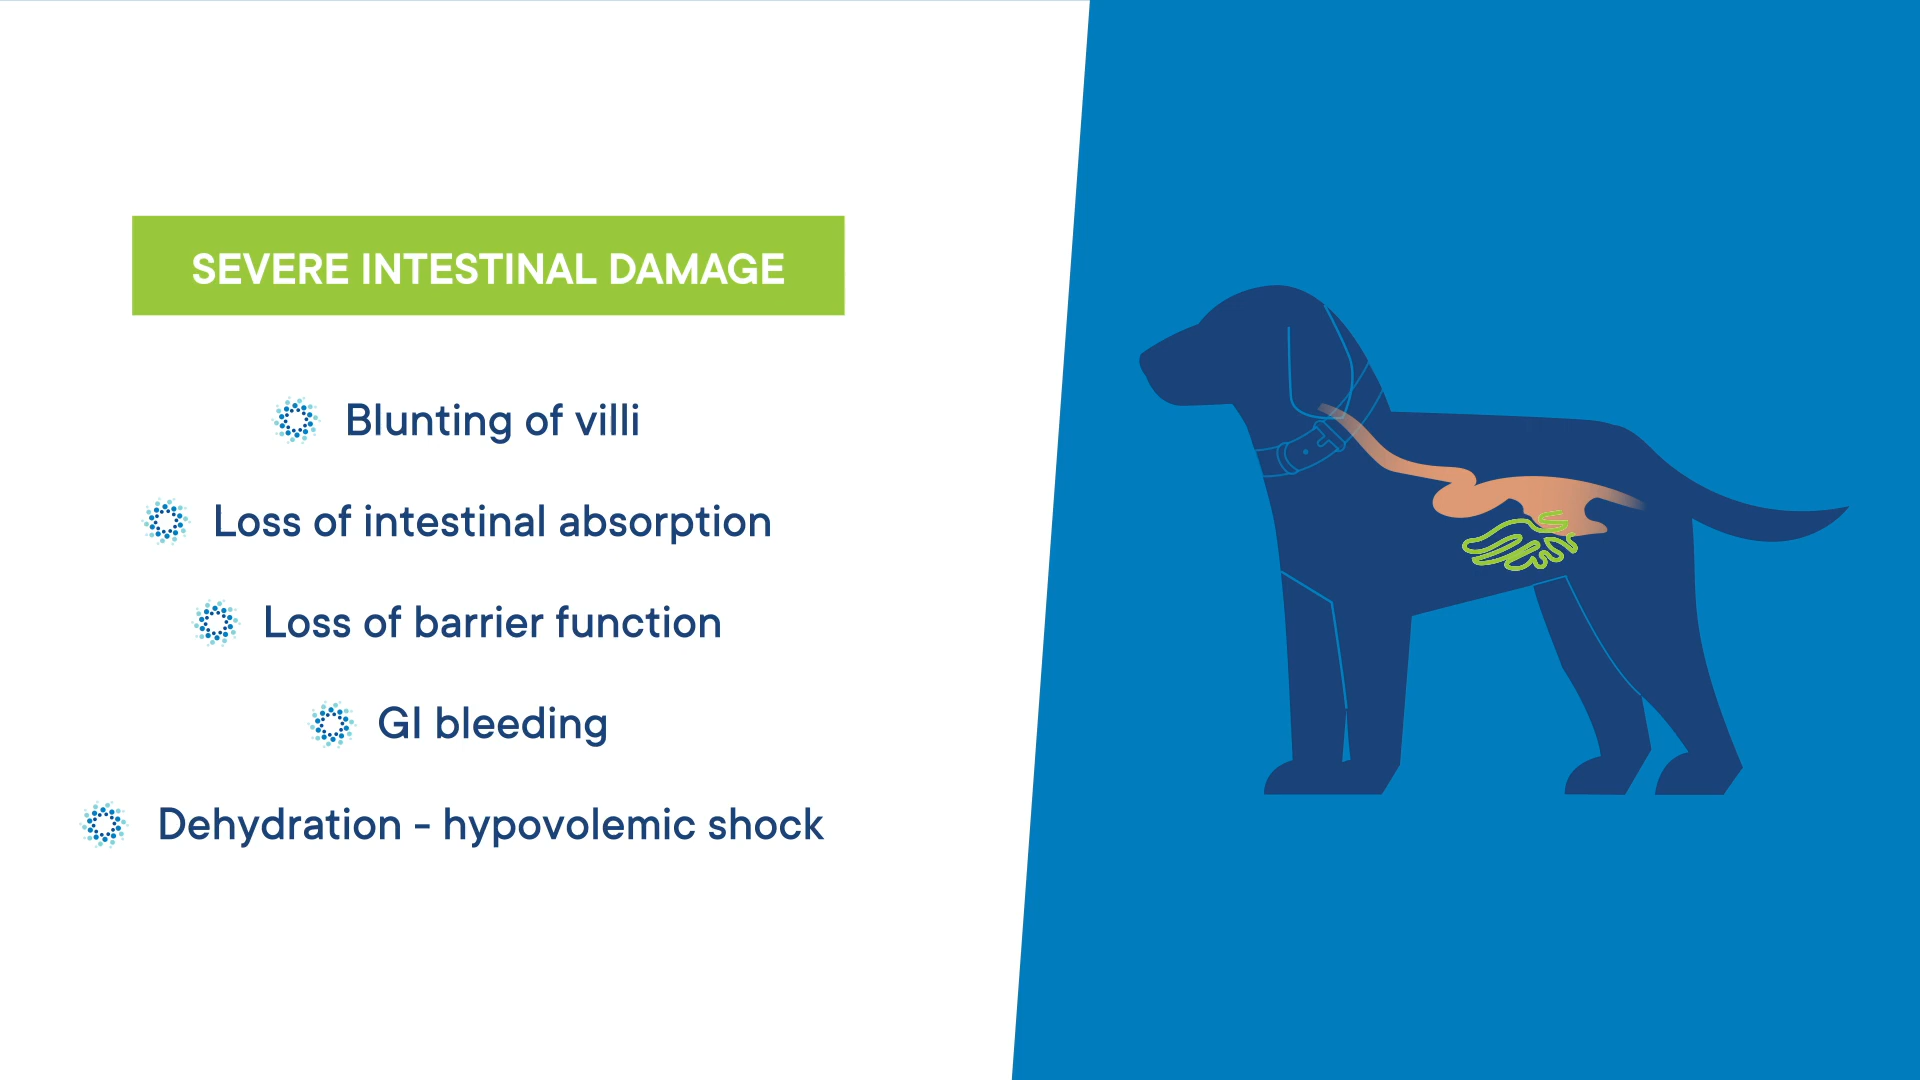 SEVERE INTESTINAL DAMAGE
Blunting of villi
Loss of intestinal absorption
Loss of barrier function
GI bleeding
Dehydration - hypovolemic shock